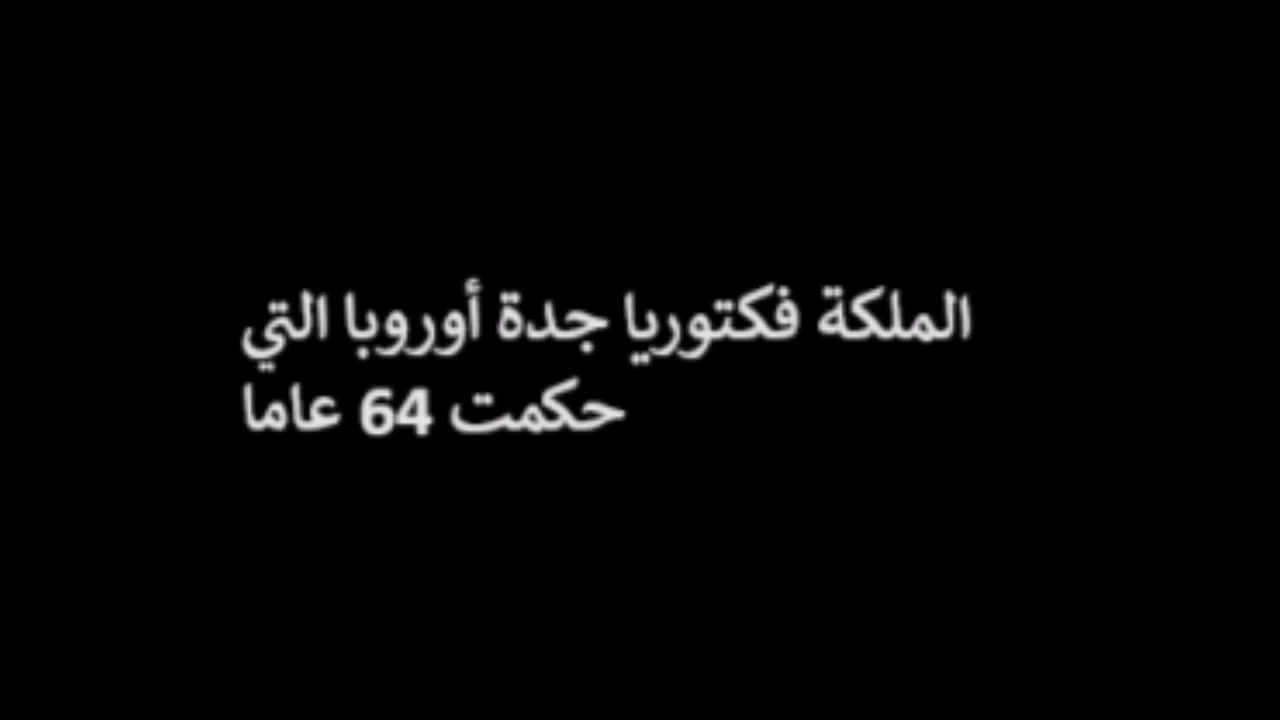 الملكة فكتوريا جدة أوروبا التي
حكمت 64 عاما